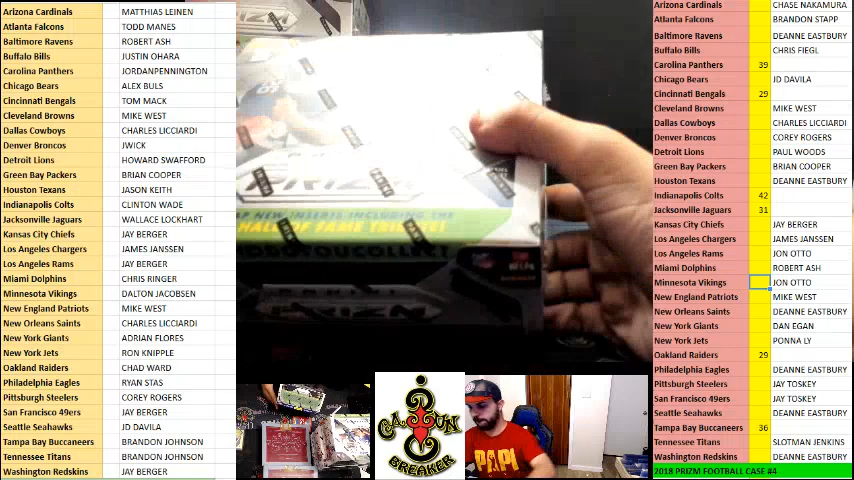 Arizona Cardinals MATTHIAS LEINEN
Atlanta Falcons TODD MANES
Baltimore Ravens ROBERT ASH
Buffalo Bills JUSTIN OHARA
Carolina Panthers JORDANPENNINGTON
Chicago Bears ALEX BULS
Cincinnati Bengals TOM MACK
Cleveland Browns MIKE WEST
Dallas Cowboys CHARLES LICCIARDI
Denver Broncos JWICK
Detroit Lions HOWARD SWAFFORD
Green Bay Packers BRIAN COOPER
Houston Texans JASON KEITH
Indianapolis Colts CLINTON WADE
Jacksonville Jaguars WALLACE LOCKHART
Kansas City Chiefs JAY BERGER
Los Angeles Chargers JAMES JANSSEN
Los Angeles Rams JAY BERGER
Miami Dolphins CHRIS RINGER
Minnesota Vikings DALTON JACOBSEN
New England Patriots MIKE WEST
New Orleans Saints CHARLES LICCIARDI
New York Giants ADRIAN FLORES
New York Jets RON KNIPPLE
Oakland Raiders CHAD WARD
Philadelphia Eagles RYAN STAS
Pittsburgh Steelers COREY ROGERS
San Francisco 49ers JAY BERGER
Seattle Seahawks JD DAVILA
Tampa Bay Buccaneers BRANDON JOHNSON
Tennessee Titans BRANDON JOHNSON
Washington Redskins JAY BERGER
PRIZM
NEW INSERTS INCLUDING THE
HALL OF FAME
PRIZM
NFL
BREAKER
PAPI
Arizona Cardinals CHASE NAKAMURA
Atlanta Falcons BRANDON STAPP
Baltimore Ravens DEANNE EASTBURY
Buffalo Bills CHRIS FIEGL
Carolina Panthers 39
Chicago Bears JD DAVILA
Cincinnati Bengals 29
Cleveland Browns MIKE WEST
Dallas Cowboys CHARLES LICCIARDI
Denver Broncos COREY ROGERS
Detroit Lions PAUL WOODS
Green Bay Packers BRIAN COOPER
Houston Texans DEANNE EASTBURY
Indianapolis Colts 42
Jacksonville Jaguars 31
Kansas City Chiefs JAY BERGER
Los Angeles Chargers JAMES JANSSEN
Los Angeles Rams JON OTTO
Miami Dolphins ROBERT ASH
Minnesota Vikings JON OTTO
New England Patriots MIKE WEST
New Orleans Saints DEANNE EASTBURY
New York Giants DAN EGAN
New York Jets PONNA LY
Oakland Raiders 29
Philadelphia Eagles DEANNE EASTBURY
Pittsburgh Steelers JAY TOSKEY
San Francisco 49ers JAY TOSKEY
Seattle Seahawks DEANNE EASTBURY
Tampa Bay Buccaneers 36
Tennessee Titans SLOTMAN JENKINS
Washington Redskins DEANNE EASTBURY
2018 PRIZM FOOTBALL CASE #4